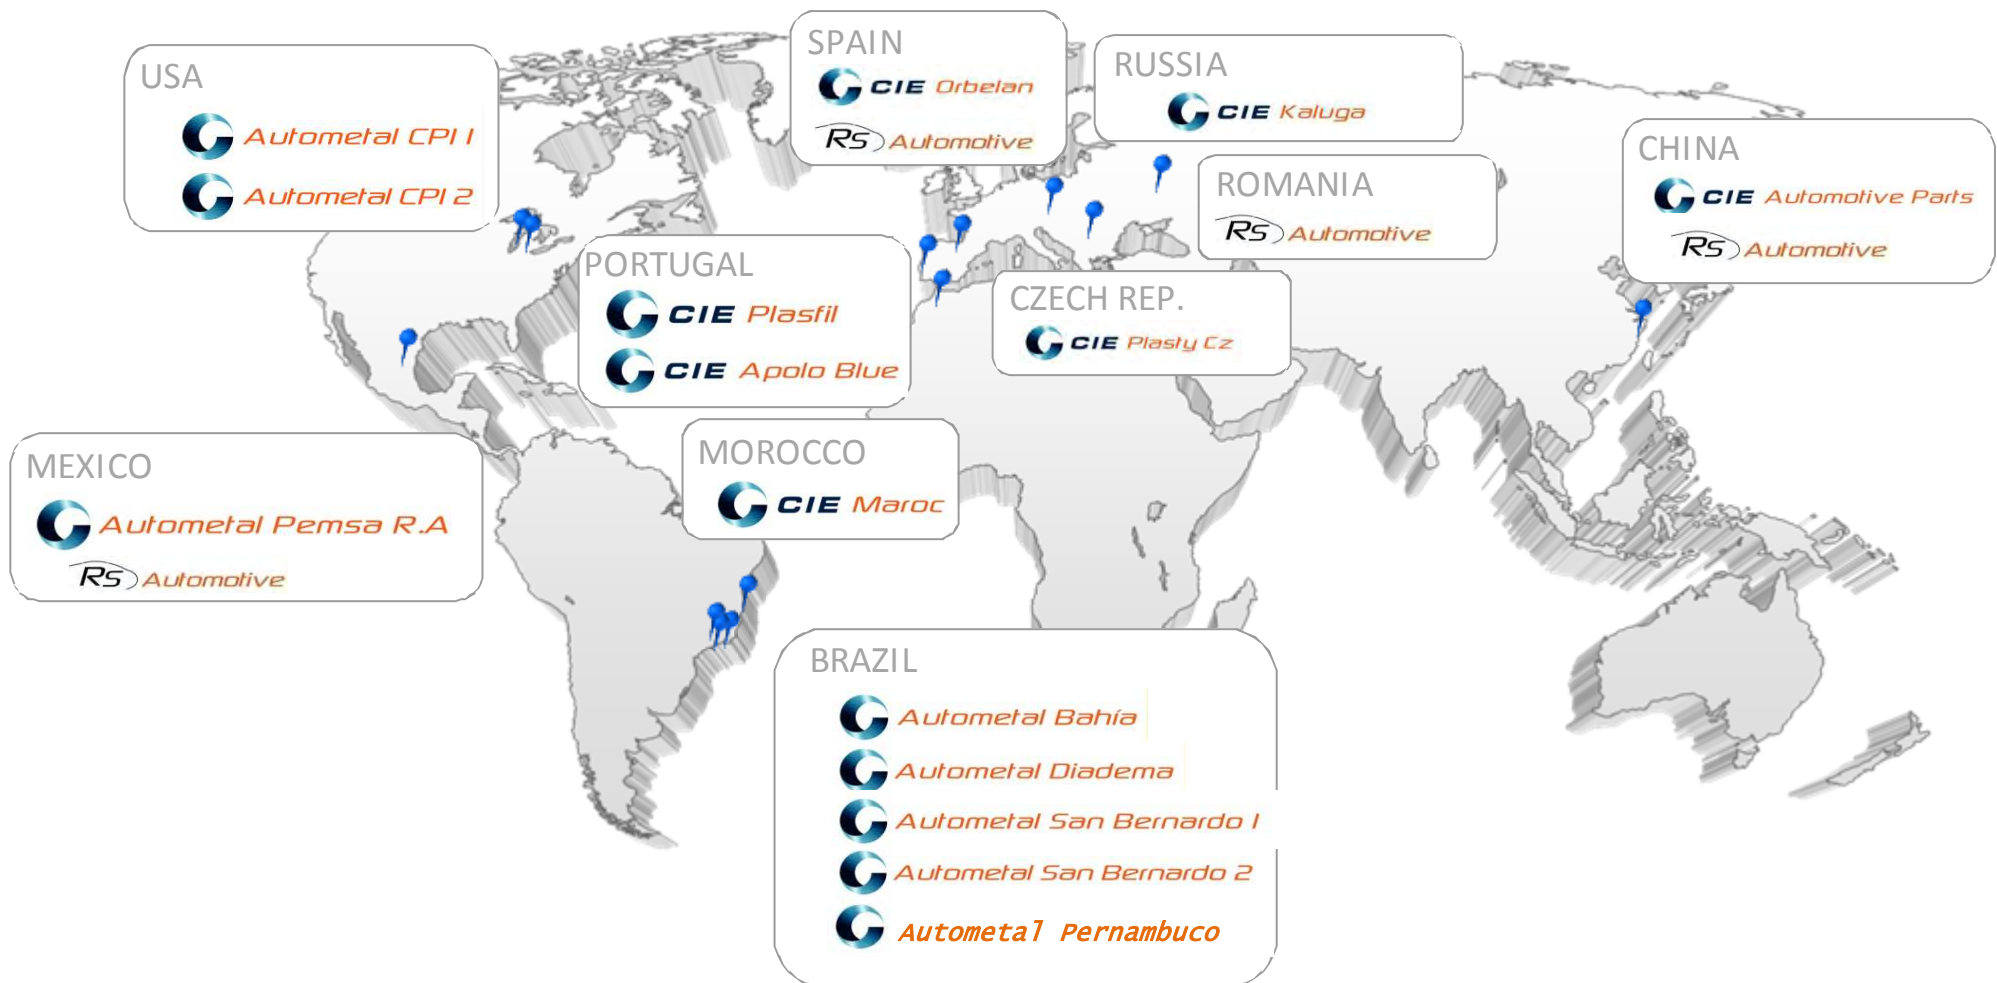 USA
Autometal CPI 1
Autometal CPI 2
SPAIN
CIE Orbelan
RS Automotive
RUSSIA
CIE Kaluga
ROMANIA
RS Automotive
CHINA
CIE Automotive Parts
RS Automotive
PORTUGAL
CIE Plasfil
CIE Apolo Blue
CZECH REP.
CIE Plasty Cz
MEXICO
Autometal Pemsa R.A
RS Automotive
MOROCCO
CIE Maroc
BRAZIL
Autometal Bahía
Autometal Diadema
Autometal San Bernardo 1
Autometal San Bernardo 2
Autometal Pernambuco